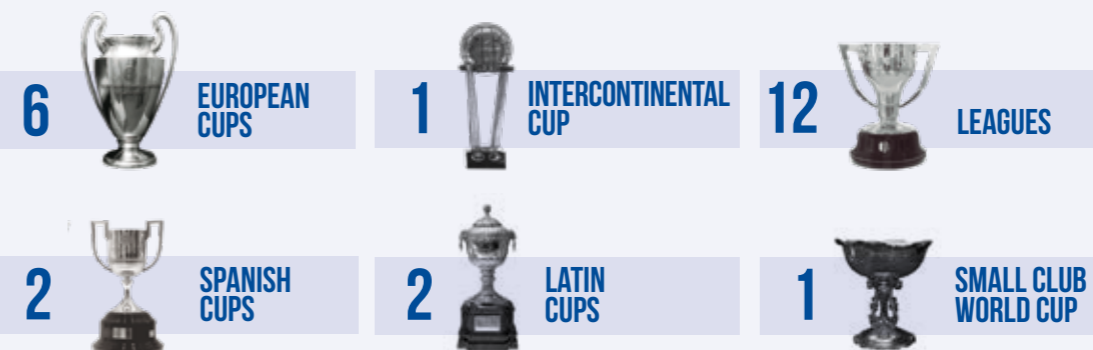 6 EUROPEAN
CUPS
1 INTERCONTINENTAL
CUP
12 LEAGUES
2 SPANISH
CUPS
2 LATIN
CUPS
1 SMALL CLUB
WORLD CUP